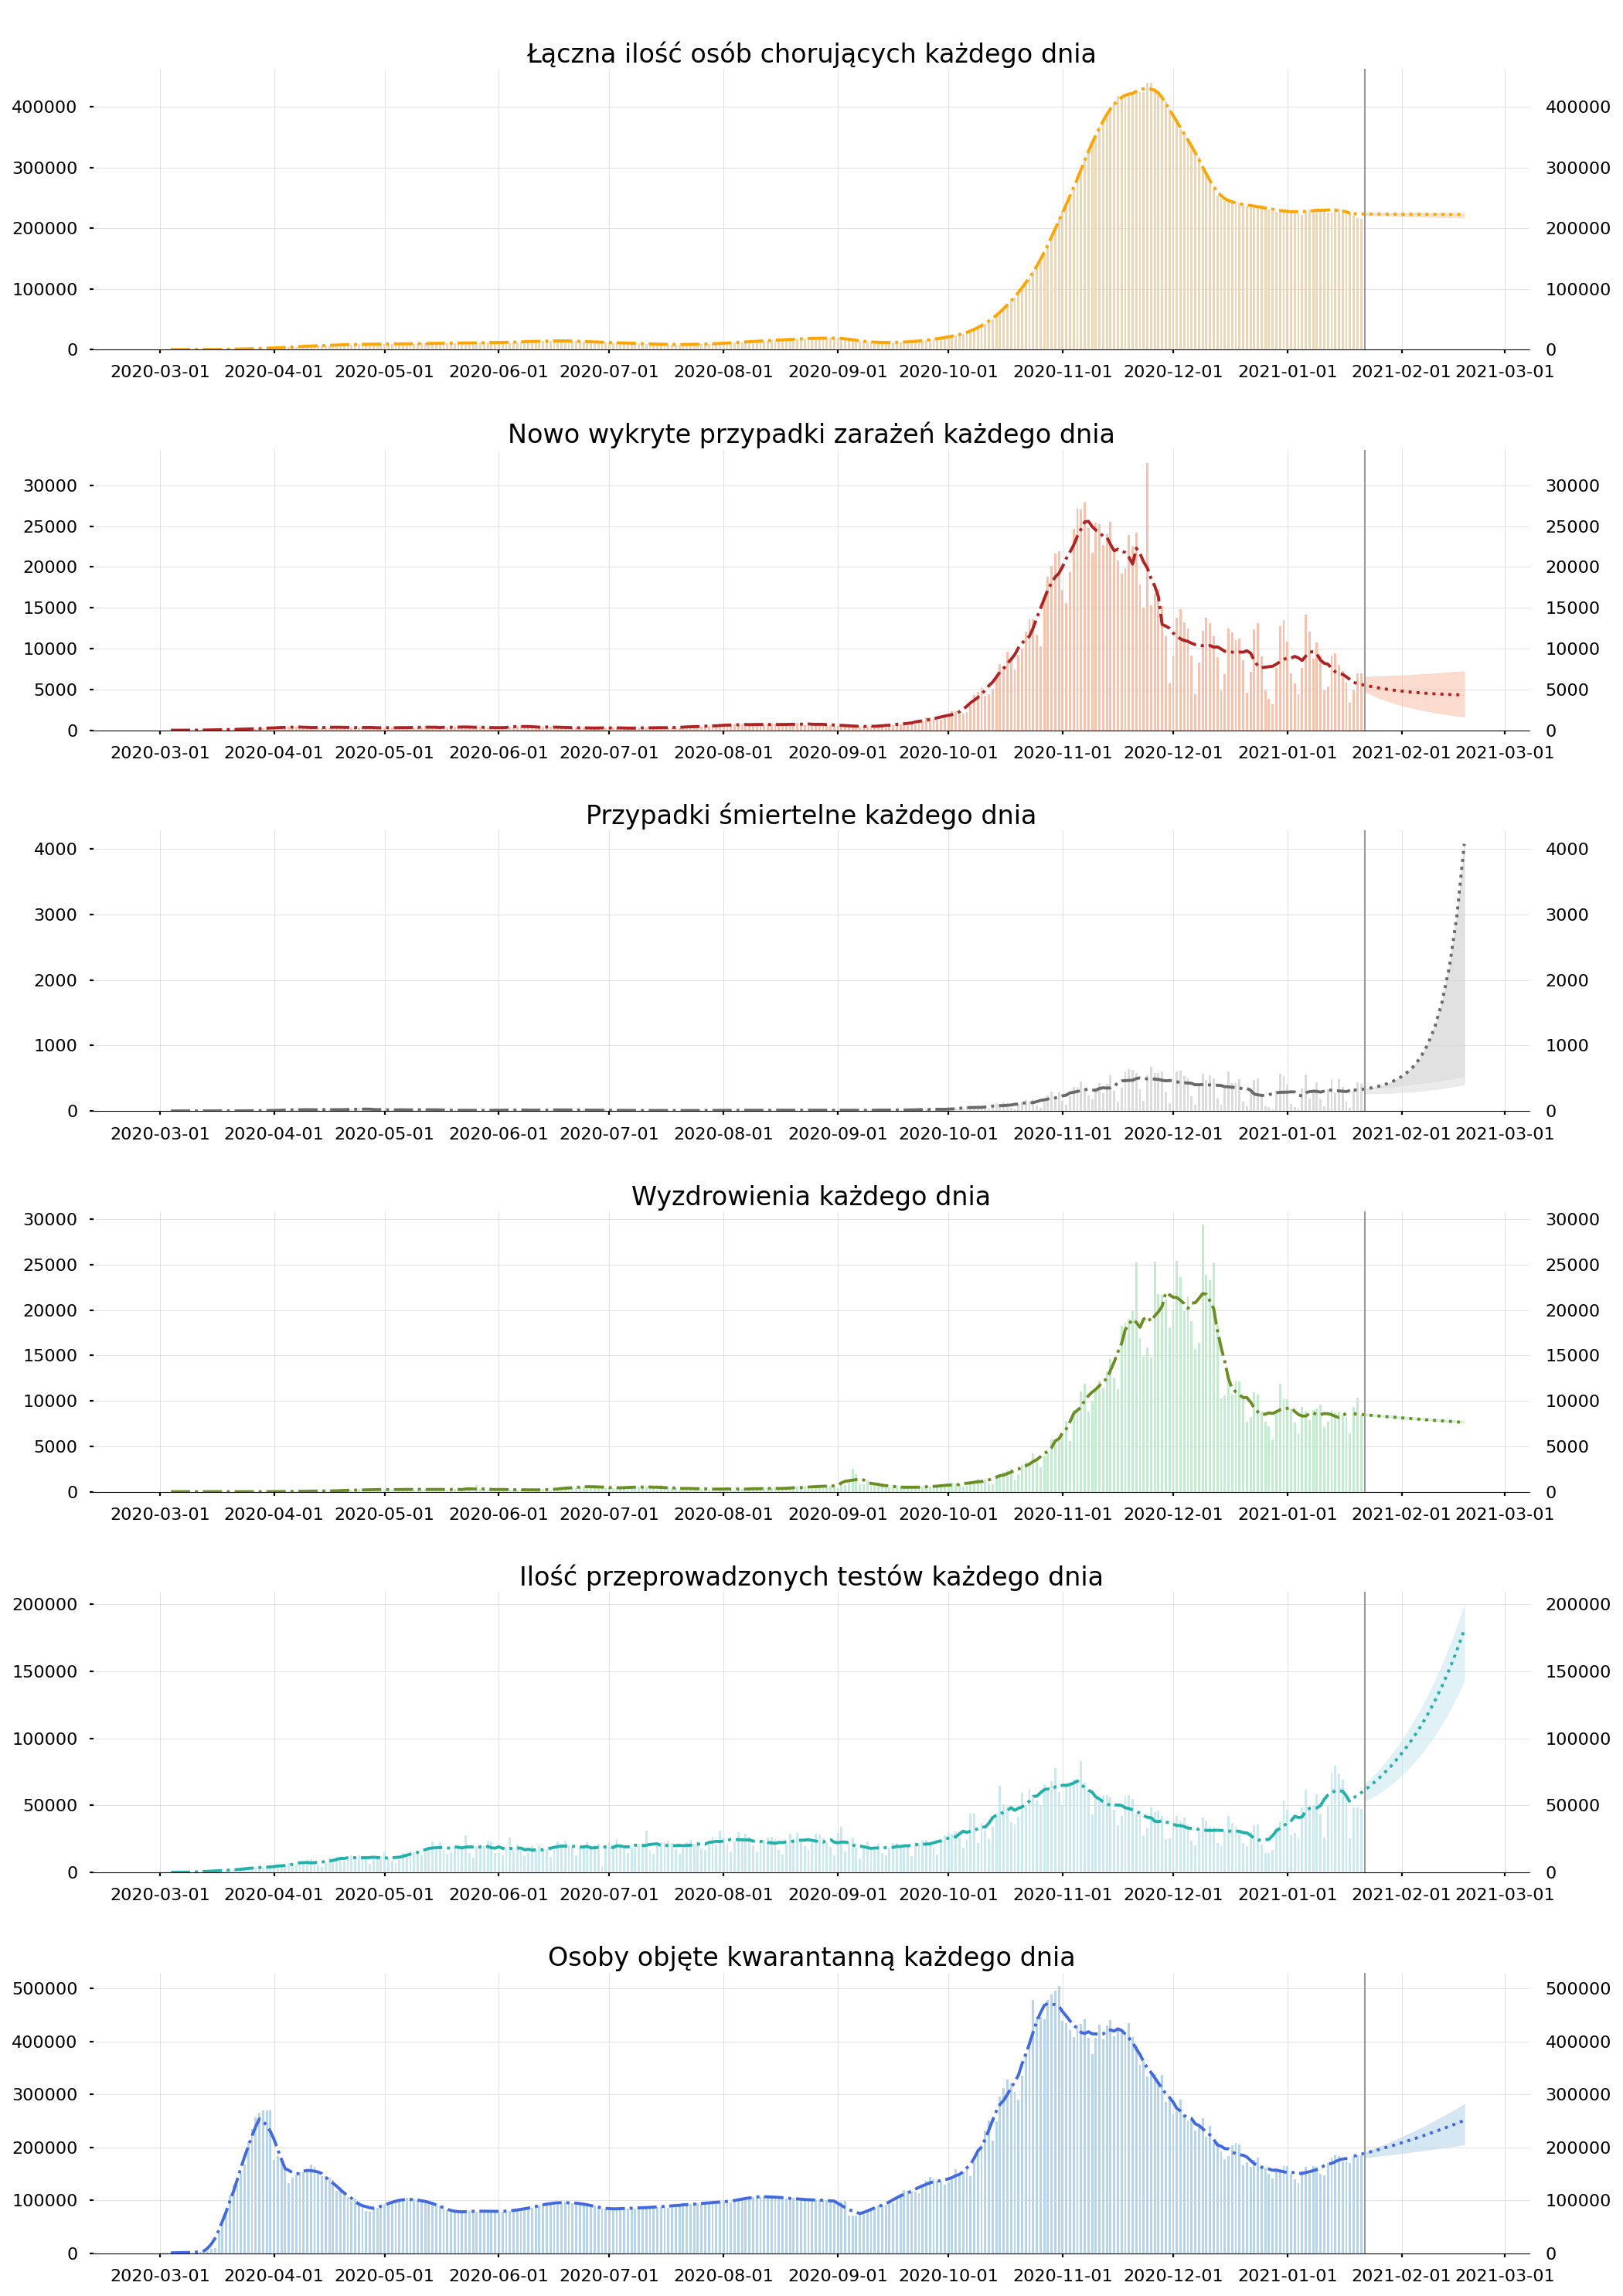 Łączna ilość osób chorujących każdego dnia
400000 400000
300000 300000
200000 200000
100000 100000
0 0
2020-03-01 2020-04-01 2020-05-01 2020-06-01 2020-07-01 2020-08-01 2020-09-01 2020-10-01 2020-11-01 2020-12-01 2021-01-01 2021-02-01 2021-03-01
Nowo wykryte przypadki zarażeń każdego dnia
30000 30000
25000 25000
20000 20000
15000 15000
10000 10000
5000 5000
0 0
2020-03-01 2020-04-01 2020-05-01 2020-06-01 2020-07-01 2020-08-01 2020-09-01 2020-10-01 2020-11-01 2020-12-01 2021-01-01 2021-02-01 2021-03-01
Przypadki śmiertelne każdego dnia
4000 4000
3000 3000
2000 2000
1000 1000
0 0
2020-03-01 2020-04-01 2020-05-01 2020-06-01 2020-07-01 2020-08-01 2020-09-01 2020-10-01 2020-11-01 2020-12-01 2021-01-01 2021-02-01 2021-03-01
Wyzdrowienia każdego dnia
30000 30000
25000 25000
20000 20000
15000 15000
10000 10000
5000 5000
0 0
2020-03-01 2020-04-01 2020-05-01 2020-06-01 2020-07-01 2020-08-01 2020-09-01 2020-10-01 2020-11-01 2020-12-01 2021-01-01 2021-02-01 2021-03-01
Ilość przeprowadzonych testów każdego dnia
200000 200000
150000 150000
100000 100000
50000 50000
0 0
2020-03-01 2020-04-01 2020-05-01 2020-06-01 2020-07-01 2020-08-01 2020-09-01 2020-10-01 2020-11-01 2020-12-01 2021-01-01 2021-02-01 2021-03-01
Osoby objęte kwarantanną każdego dnia
500000 500000
400000 400000
300000 300000
200000 200000
100000 100000
0 0
2020-03-01 2020-04-01 2020-05-01 2020-06-01 2020-07-01 2020-08-01 2020-09-01 2020-10-01 2020-11-01 2020-12-01 2021-01-01 2021-02-01 2021-03-01